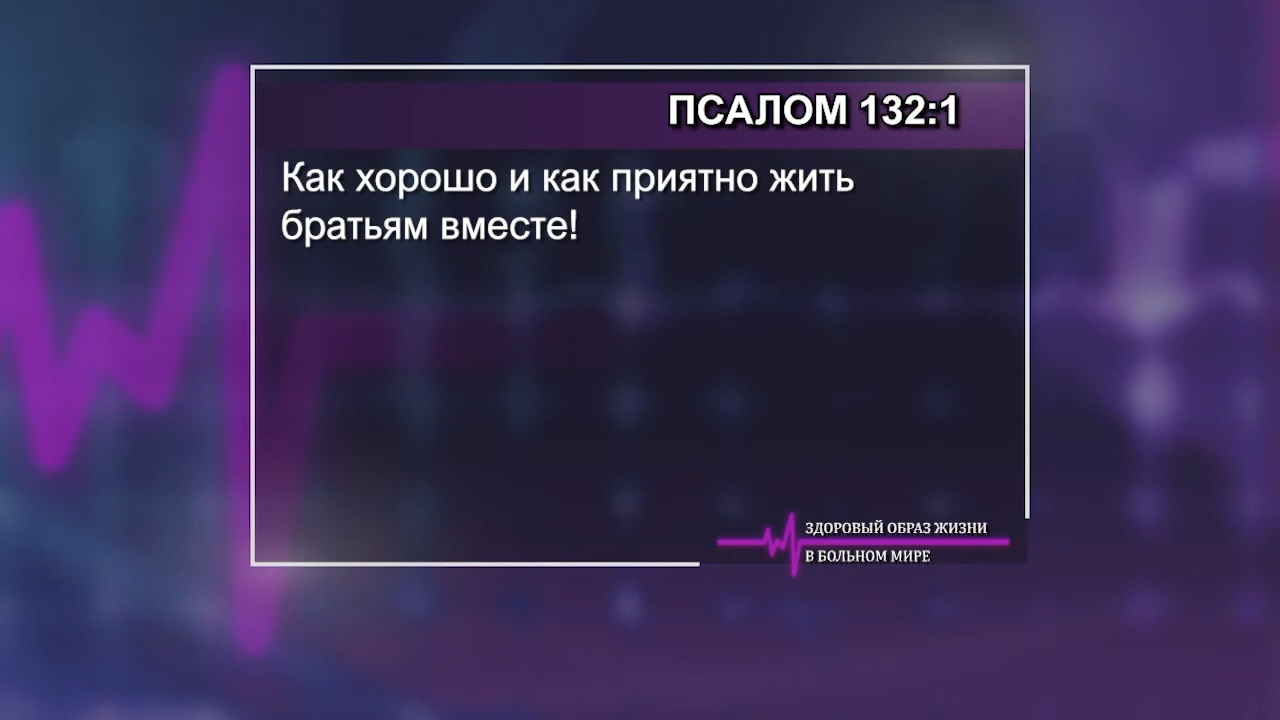 ПСАЛОМ 132:1
Как хорошо и как приятно жить
братьям вместе!
ЗДОРОВЫЙ ОБРАЗ ЖИЗНИ
В БОЛЬНОМ МИРЕ